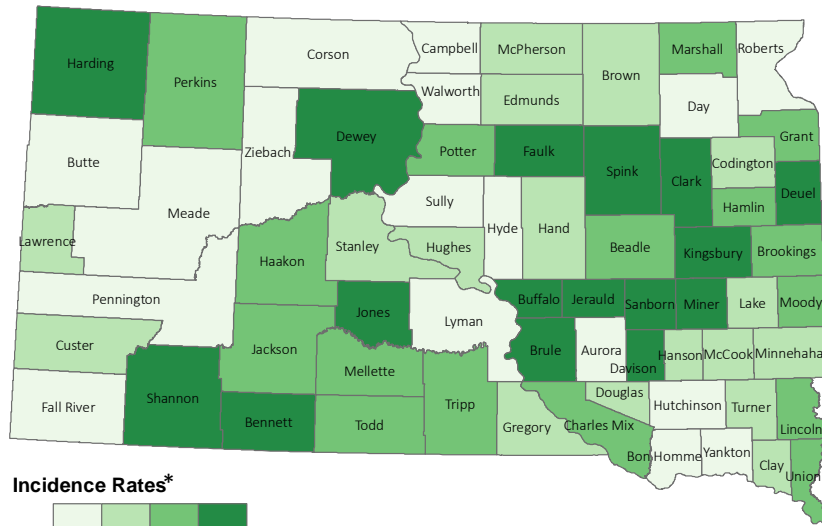 Harding
Perkins
Corson
Campbell
McPherson
Brown
Marshall
Roberts
Walworth
Edmunds
Day
Butte
Ziebach
Dewey
Potter
Faulk
Spink
Clark
Codington
Grant
Deuel
Hamlin
Meade
Sully
Hyde
Hand
Lawrence
Haakon
Stanley
Hughes
Beadle
Kingsbury
Brookings
Pennington
Jones
Lyman
Buffalo
Jerauld
Sanborn
Miner
Lake
Moody
Custer
Jackson
Brule
Aurora
Davison
Hanson
McCook
Minnehaha
Fall River
Shannon
Bennett
Mellette
Todd
Tripp
Gregory
Douglas
Charles Mix
Hutchinson
Turner
Lincoln
Bon Homme
Yankton
Clay
Union
Incidence Rates*